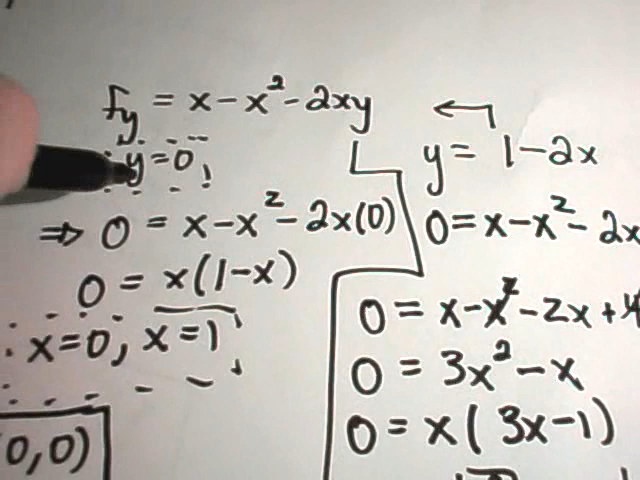 fy = x - x² - 2xy
y = 0
⇒ 0 = x - x² - 2x(0)
0 = x(1-x)
x = 0, x = 1
(0,0)
y = 1 - 2x
0 = x - x² - 2x
0 = x - x² - 2x + 4
0 = 3x² - x
0 = x(3x-1)